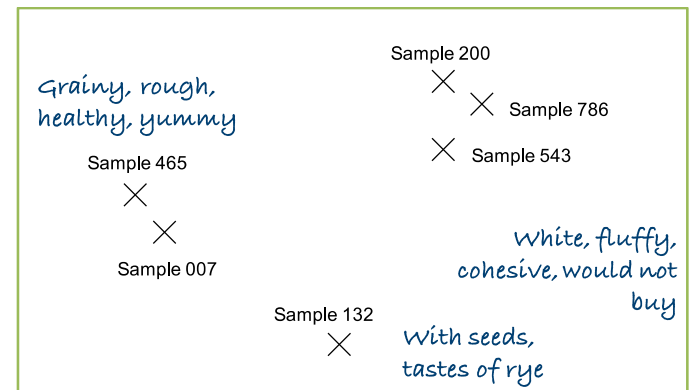 Sample 200
Grainy, rough,
healthy, yummy
Sample 786
Sample 543
Sample 465
White, fluffy,
cohesive, would not
buy
Sample 007
Sample 132
With seeds,
tastes of rye